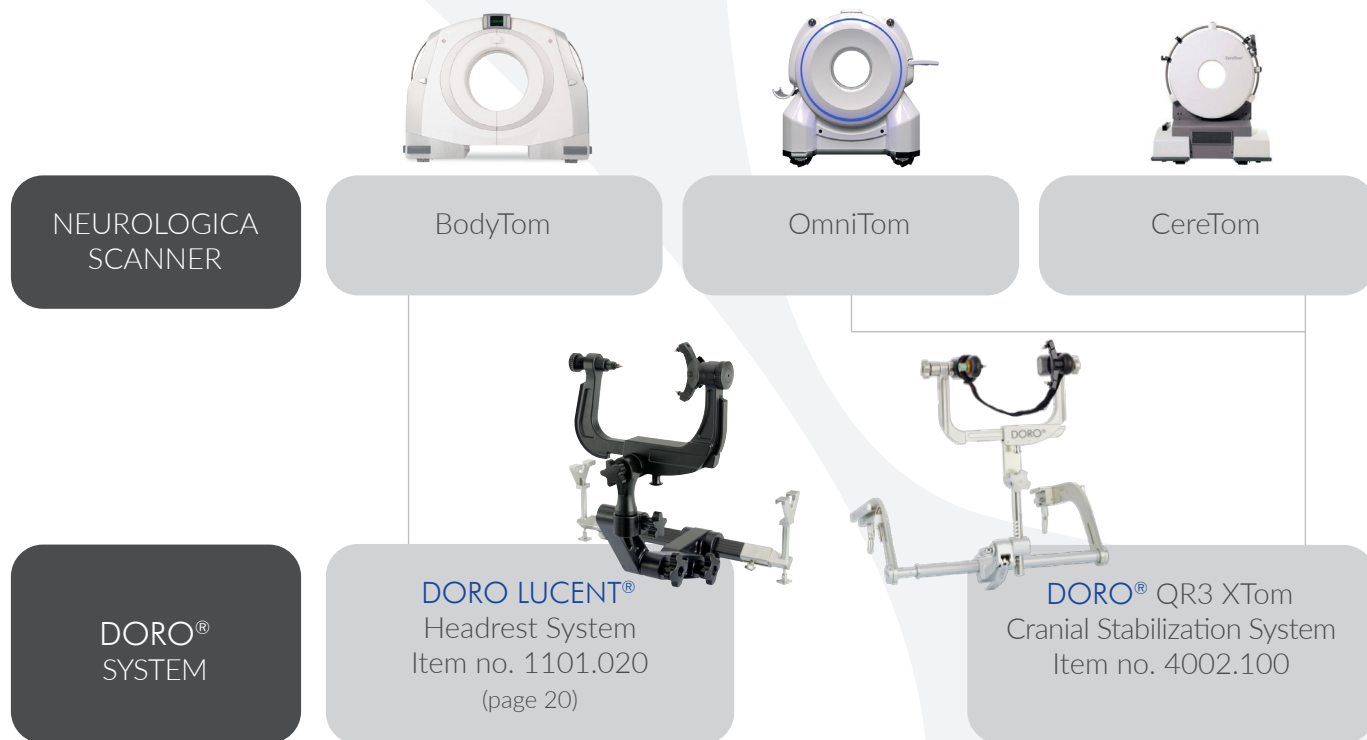 NEUROLOGICA
SCANNER
BodyTom
OmniTom
CereTom
DORO®
DORO®
SYSTEM
DORO LUCENT®
Headrest System
Item no. 1101.020
(page 20)
DORO® QR3 XTom
Cranial Stabilization System
Item no. 4002.100